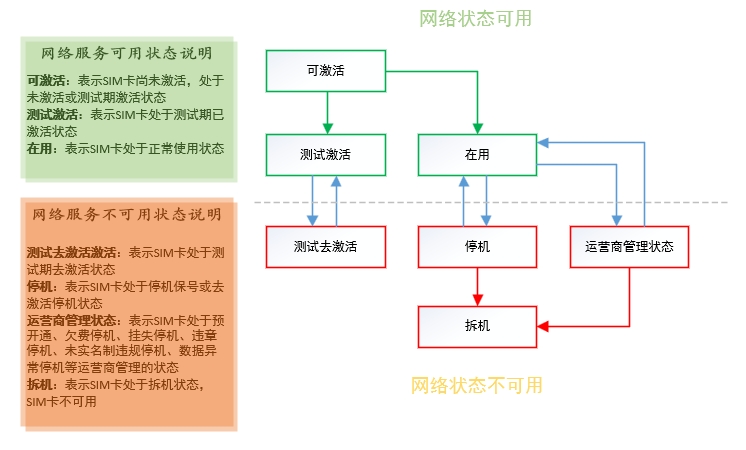 网络状态可用
网络服务可用状态说明
可激活：表示SIM卡尚未激活，处于
未激活或测试期激活状态
测试激活：表示SIM卡处于测试期已
激活状态
在用：表示SIM卡处于正常使用状态
可激活
测试激活
在用
网络服务不可用状态说明
测试去激活激活：表示SIM卡处于测
试期去激活状态
停机：表示SIM卡处于停机保号或去
激活停机状态
运营商管理状态：表示SIM卡处于预
开通、欠费停机、挂失停机、违章
停机、未实名制违规停机、数据异
常停机等运营商管理的状态
拆机：表示SIM卡处于拆机状态，
SIM卡不可用
测试去激活
停机
运营商管理状态
拆机
网络状态不可用